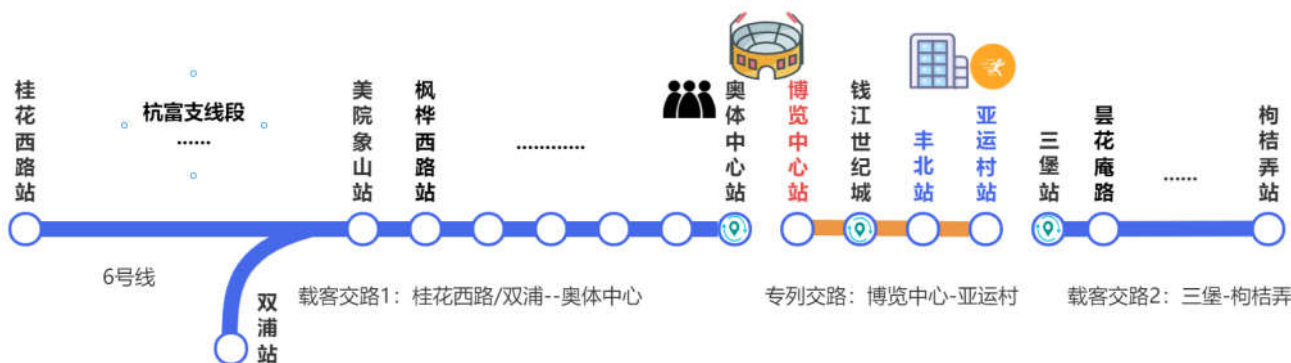 桂花西路站
杭富支线段
······
美院象山站
枫桦西路站
············
奥体中心站
博览中心站
钱江世纪城
丰北站
亚运村站
三堡站
昙花庵路
······
枸桔弄站
6号线
双浦站
载客交路1：桂花西路/双浦--奥体中心
专列交路：博览中心-亚运村
载客交路2：三堡-枸桔弄